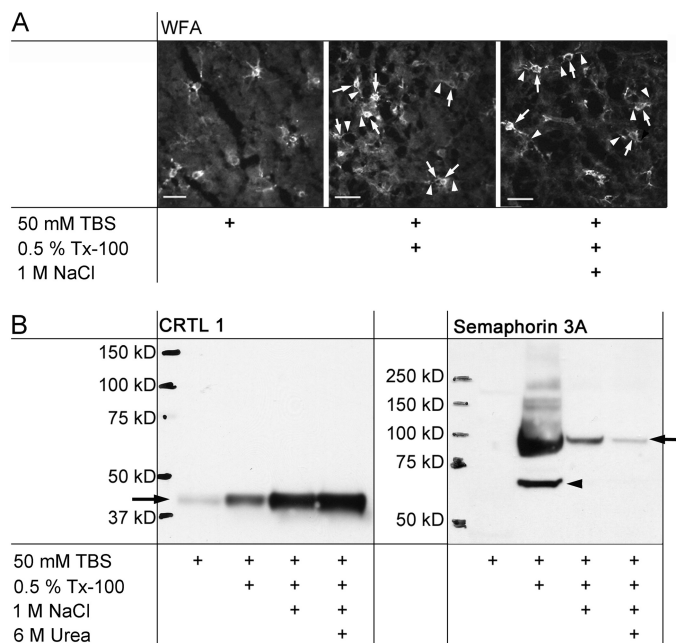 A
WFA
50 mM TBS + + +
0.5 % Tx-100 + +
1 M NaCl +
B
CRTL 1
150 kD
100 kD
75 kD
50 kD
37 kD
Semaphorin 3A
250 kD
150 kD
100 kD
75 kD
50 kD
50 mM TBS + + + + + + + +
0.5 % Tx-100 + + + + + +
1 M NaCl + + + +
6 M Urea + +